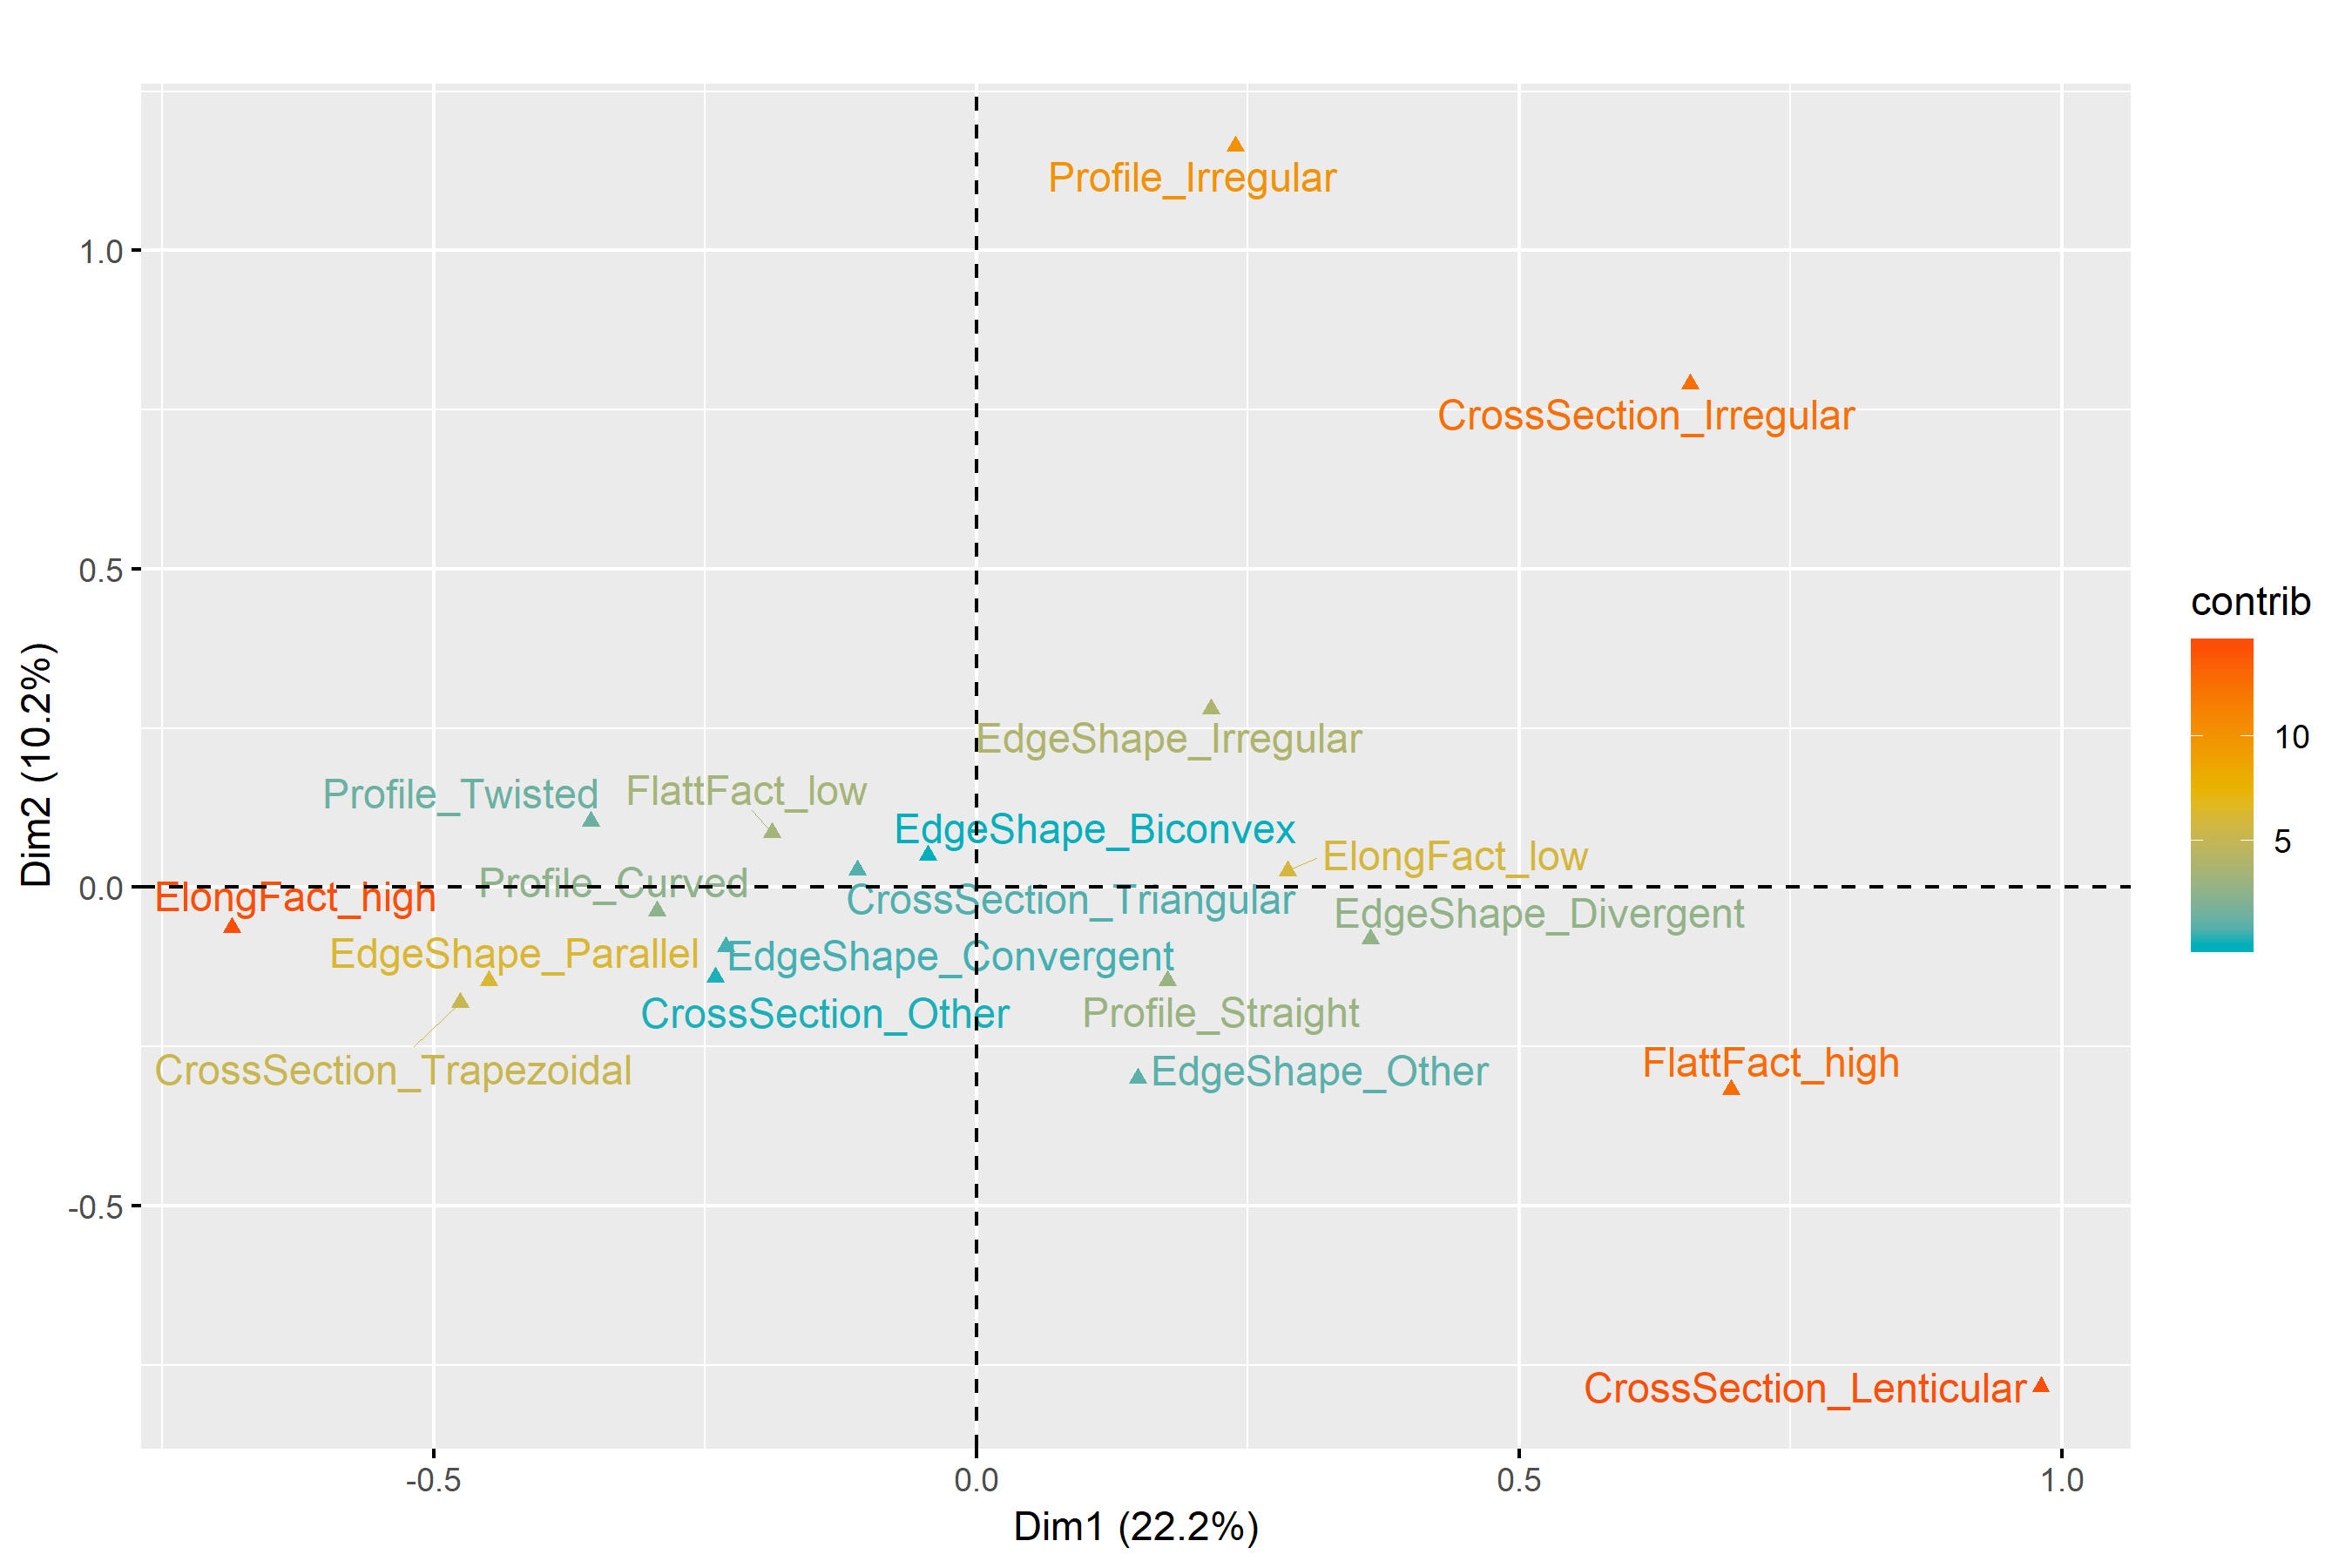 Profile_Irregular
1.0
CrossSection_Irregular
0.5
contrib
10
5
EdgeShape_Irregular
Profile_Twisted
FlattFact_low
EdgeShape_Biconvex
ElongFact_low
Profile_Curved
0.0
ElongFact_high
CrossSection_Triangular
EdgeShape_Divergent
EdgeShape_Parallel
EdgeShape_Convergent
CrossSection_Other
Profile_Straight
CrossSection_Trapezoidal
EdgeShape_Other
FlattFact_high
-0.5
CrossSection_Lenticular
Dim2 (10.2%)
-0.5
0.0
0.5
1.0
Dim1 (22.2%)